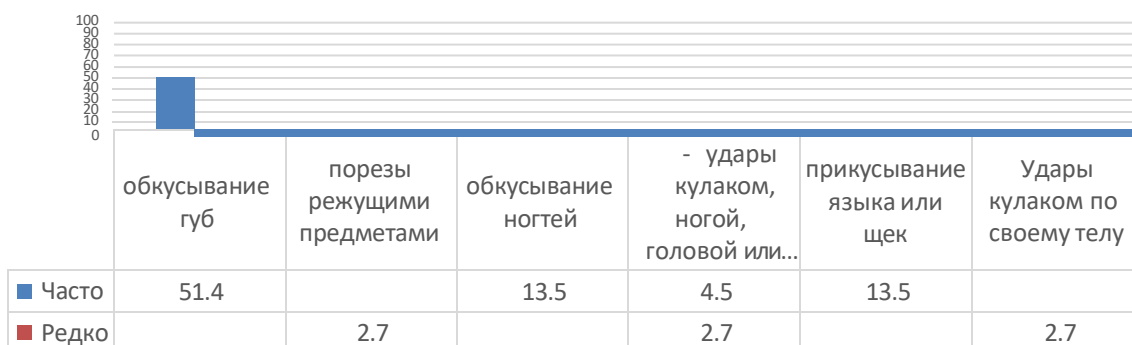 100
90
80
70
60
50
40
30
20
10
0
обкусывание
губ
порезы
режущими
предметами
обкусывание
ногтей
- удары
кулаком,
ногой,
головой или...
прикусывание
языка или
щек
Удары
кулаком по
своему телу
Часто 51.4 13.5 4.5 13.5
Редко 2.7 2.7 2.7